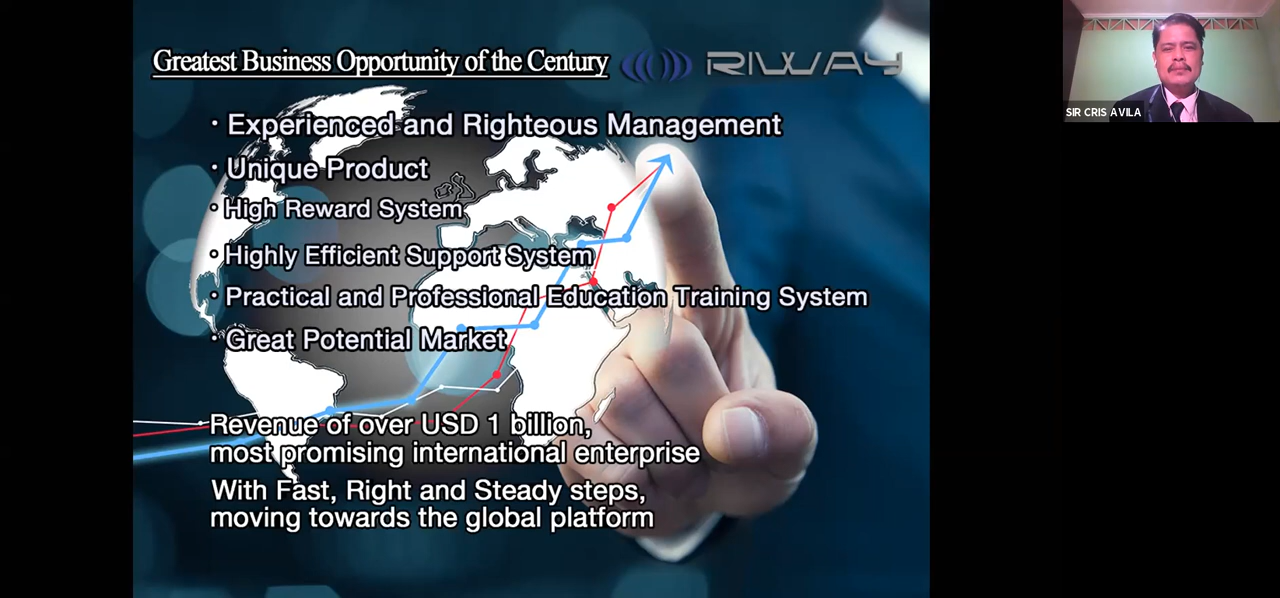 Greatest Business Opportunity of the Century RIWAY
SIR CRIS AVILA
· Experienced and Righteous Management
· Unique Product
· High Reward System
· Highly Efficient Support System
· Practical and Professional Education Training System
· Great Potential Market
Revenue of over USD 1 billion,
most promising international enterprise
With Fast, Right and Steady steps,
moving towards the global platform